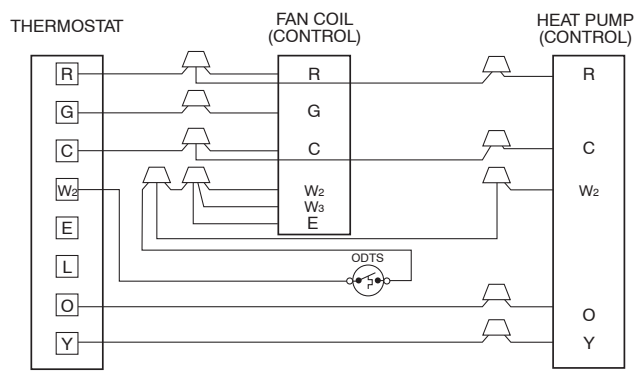 THERMOSTAT
FAN COIL
(CONTROL)
HEAT PUMP
(CONTROL)
R
G
C
W2
E
L
O
Y
R
G
C
W2
W3
E
ODTS
R
C
W2
O
Y